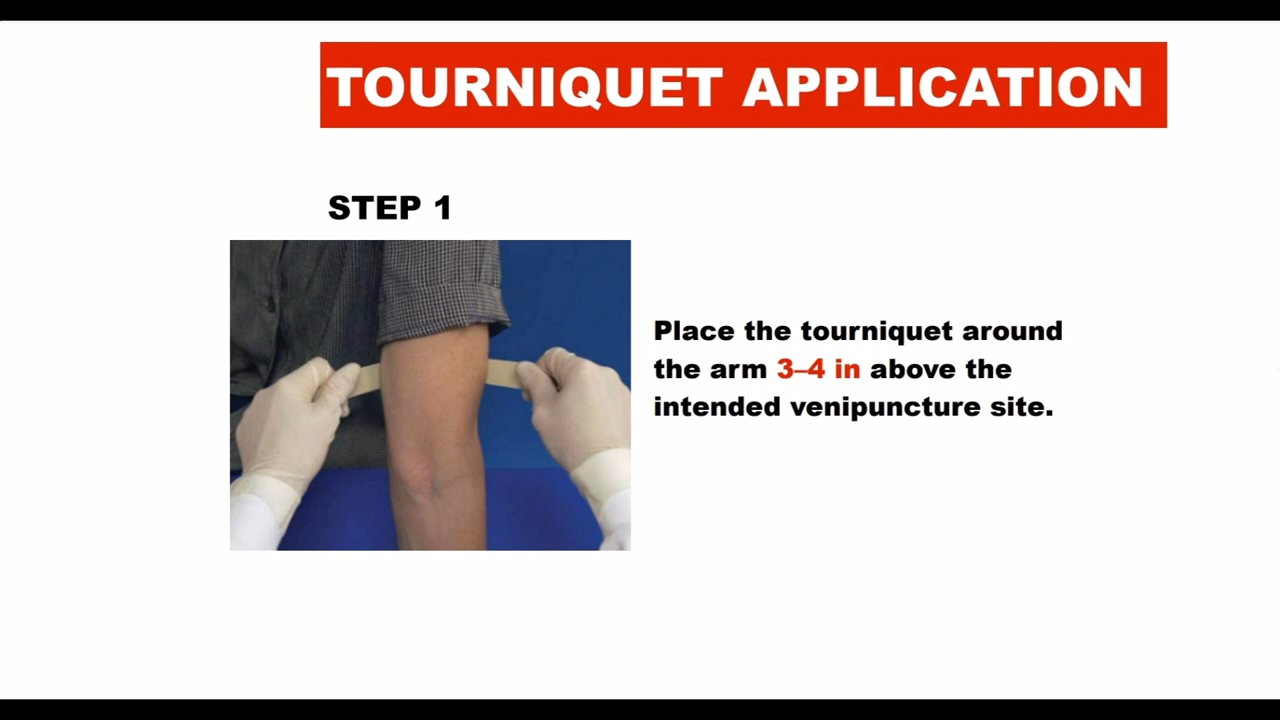 TOURNIQUET APPLICATION
STEP 1
Place the tourniquet around
the arm 3–4 in above the
intended venipuncture site.